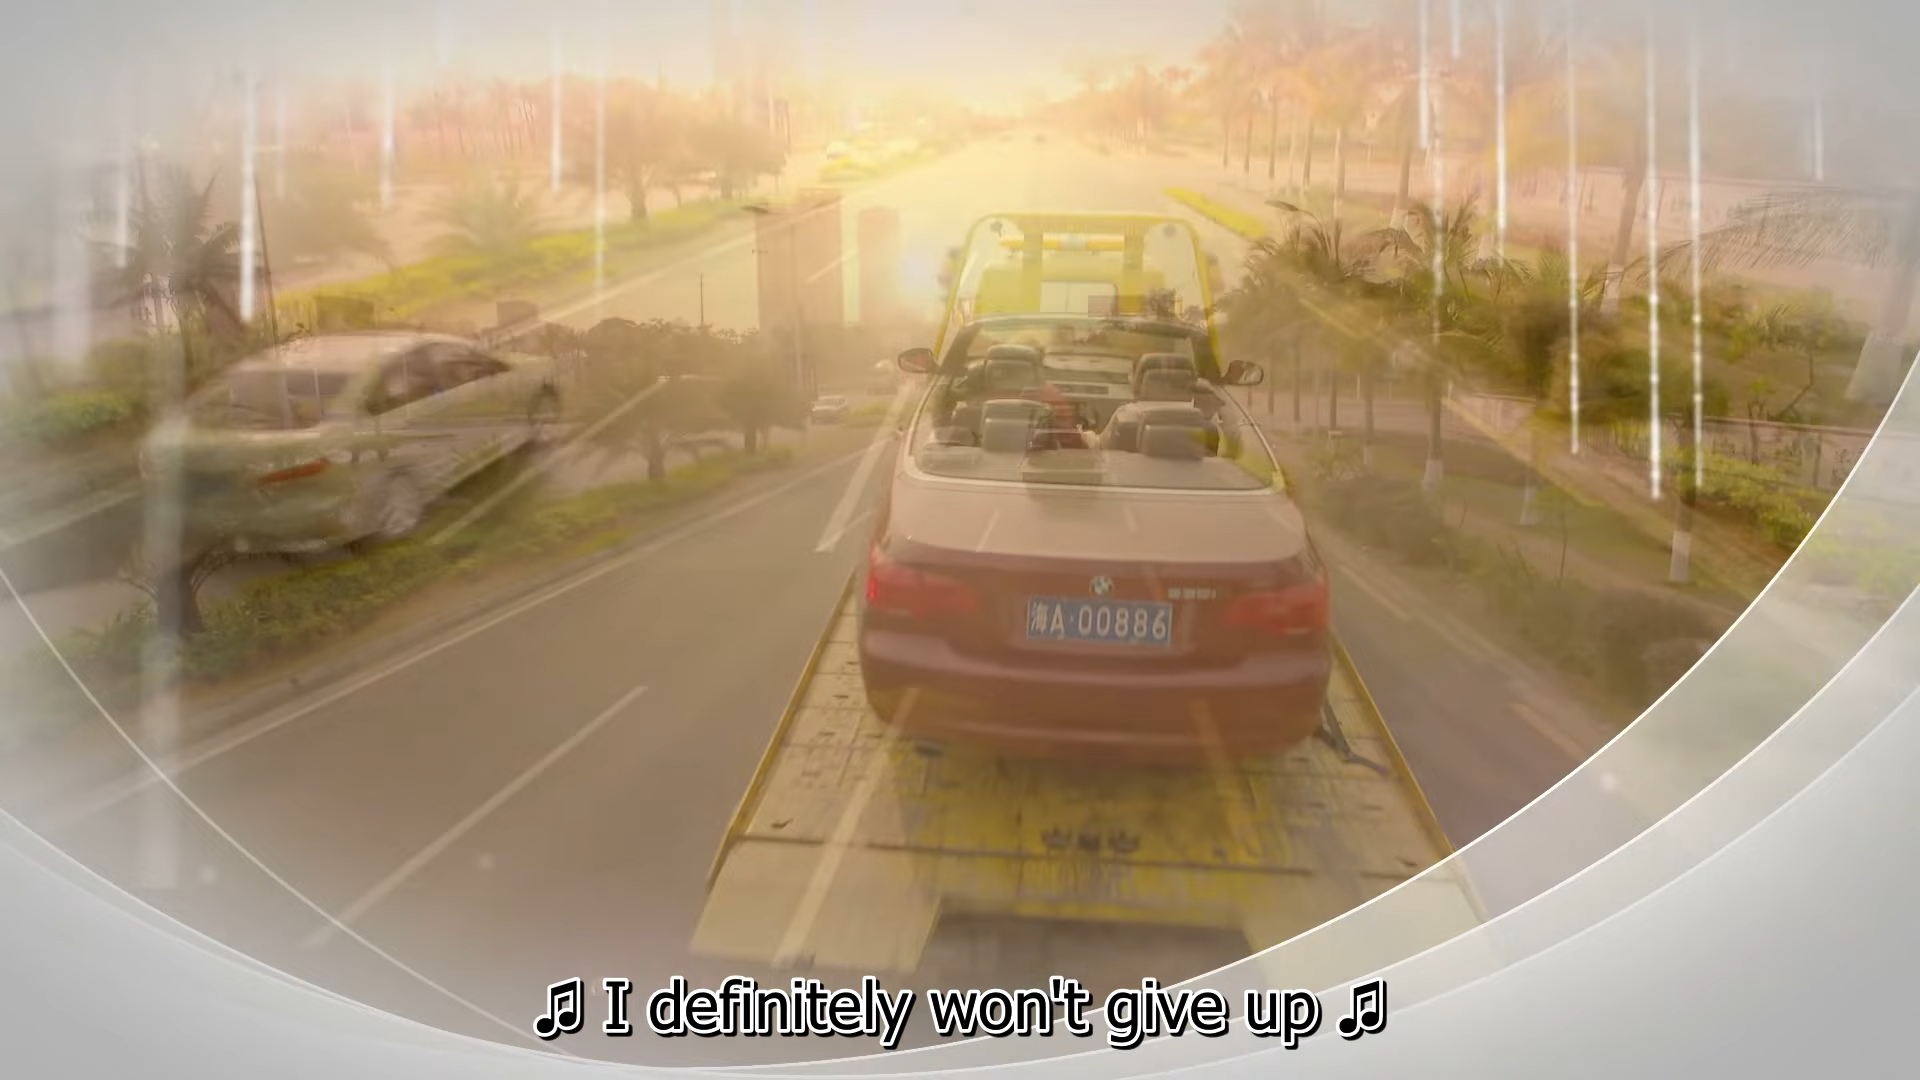 海A·00886
♫ I definitely won't give up ♫